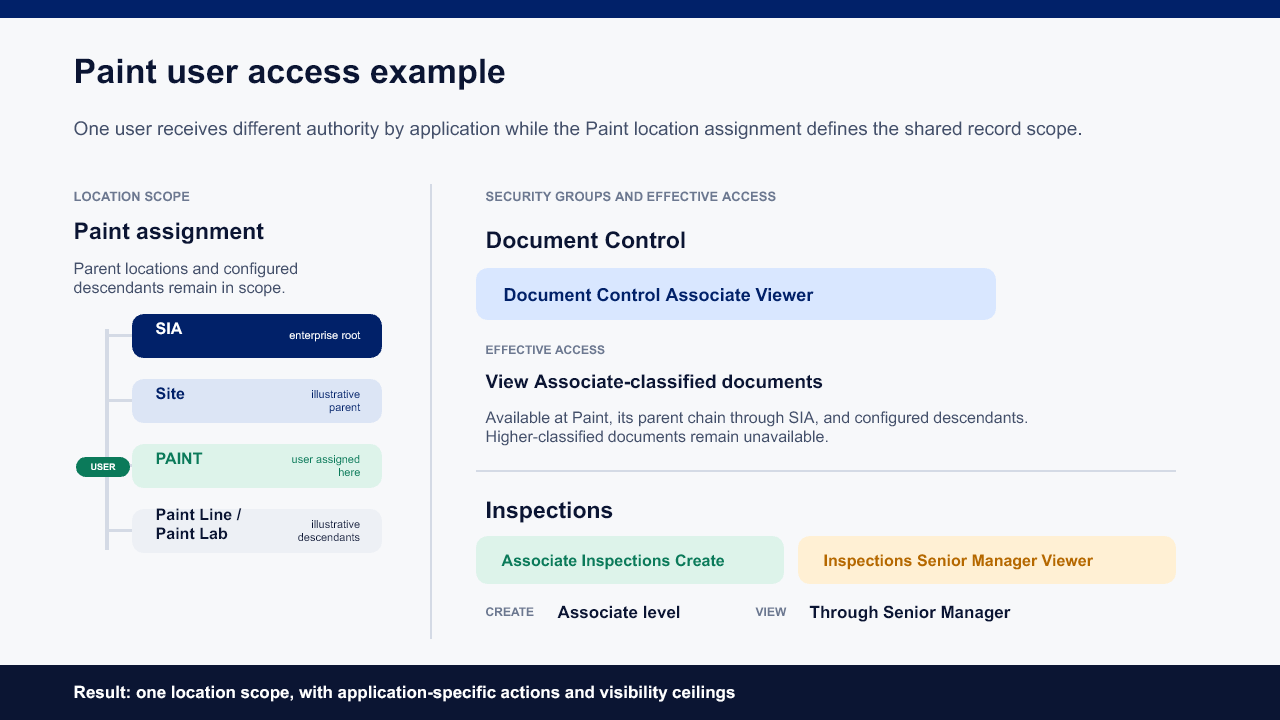 Paint user access example
One user receives different authority by application while the Paint location assignment defines the shared record scope.
LOCATION SCOPE
Paint assignment
Parent locations and configured
descendants remain in scope.
SIA
enterprise root
Site
illustrative
parent
USER
PAINT
user assigned
here
Paint Line /
Paint Lab
illustrative
descendants
SECURITY GROUPS AND EFFECTIVE ACCESS
Document Control
Document Control Associate Viewer
EFFECTIVE ACCESS
View Associate-classified documents
Available at Paint, its parent chain through SIA, and configured descendants.
Higher-classified documents remain unavailable.
Inspections
Associate Inspections Create
Inspections Senior Manager Viewer
CREATE Associate level
VIEW Through Senior Manager
Result: one location scope, with application-specific actions and visibility ceilings